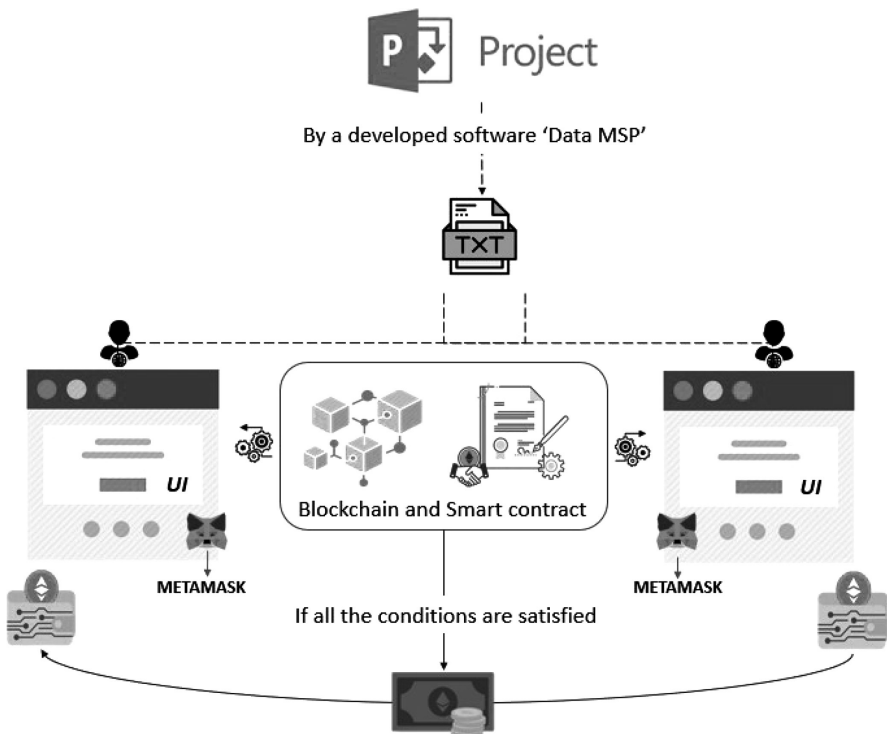 P Project
By a developed software ‘Data MSP’
TXT
UI
UI
Blockchain and Smart contract
METAMASK
METAMASK
If all the conditions are satisfied